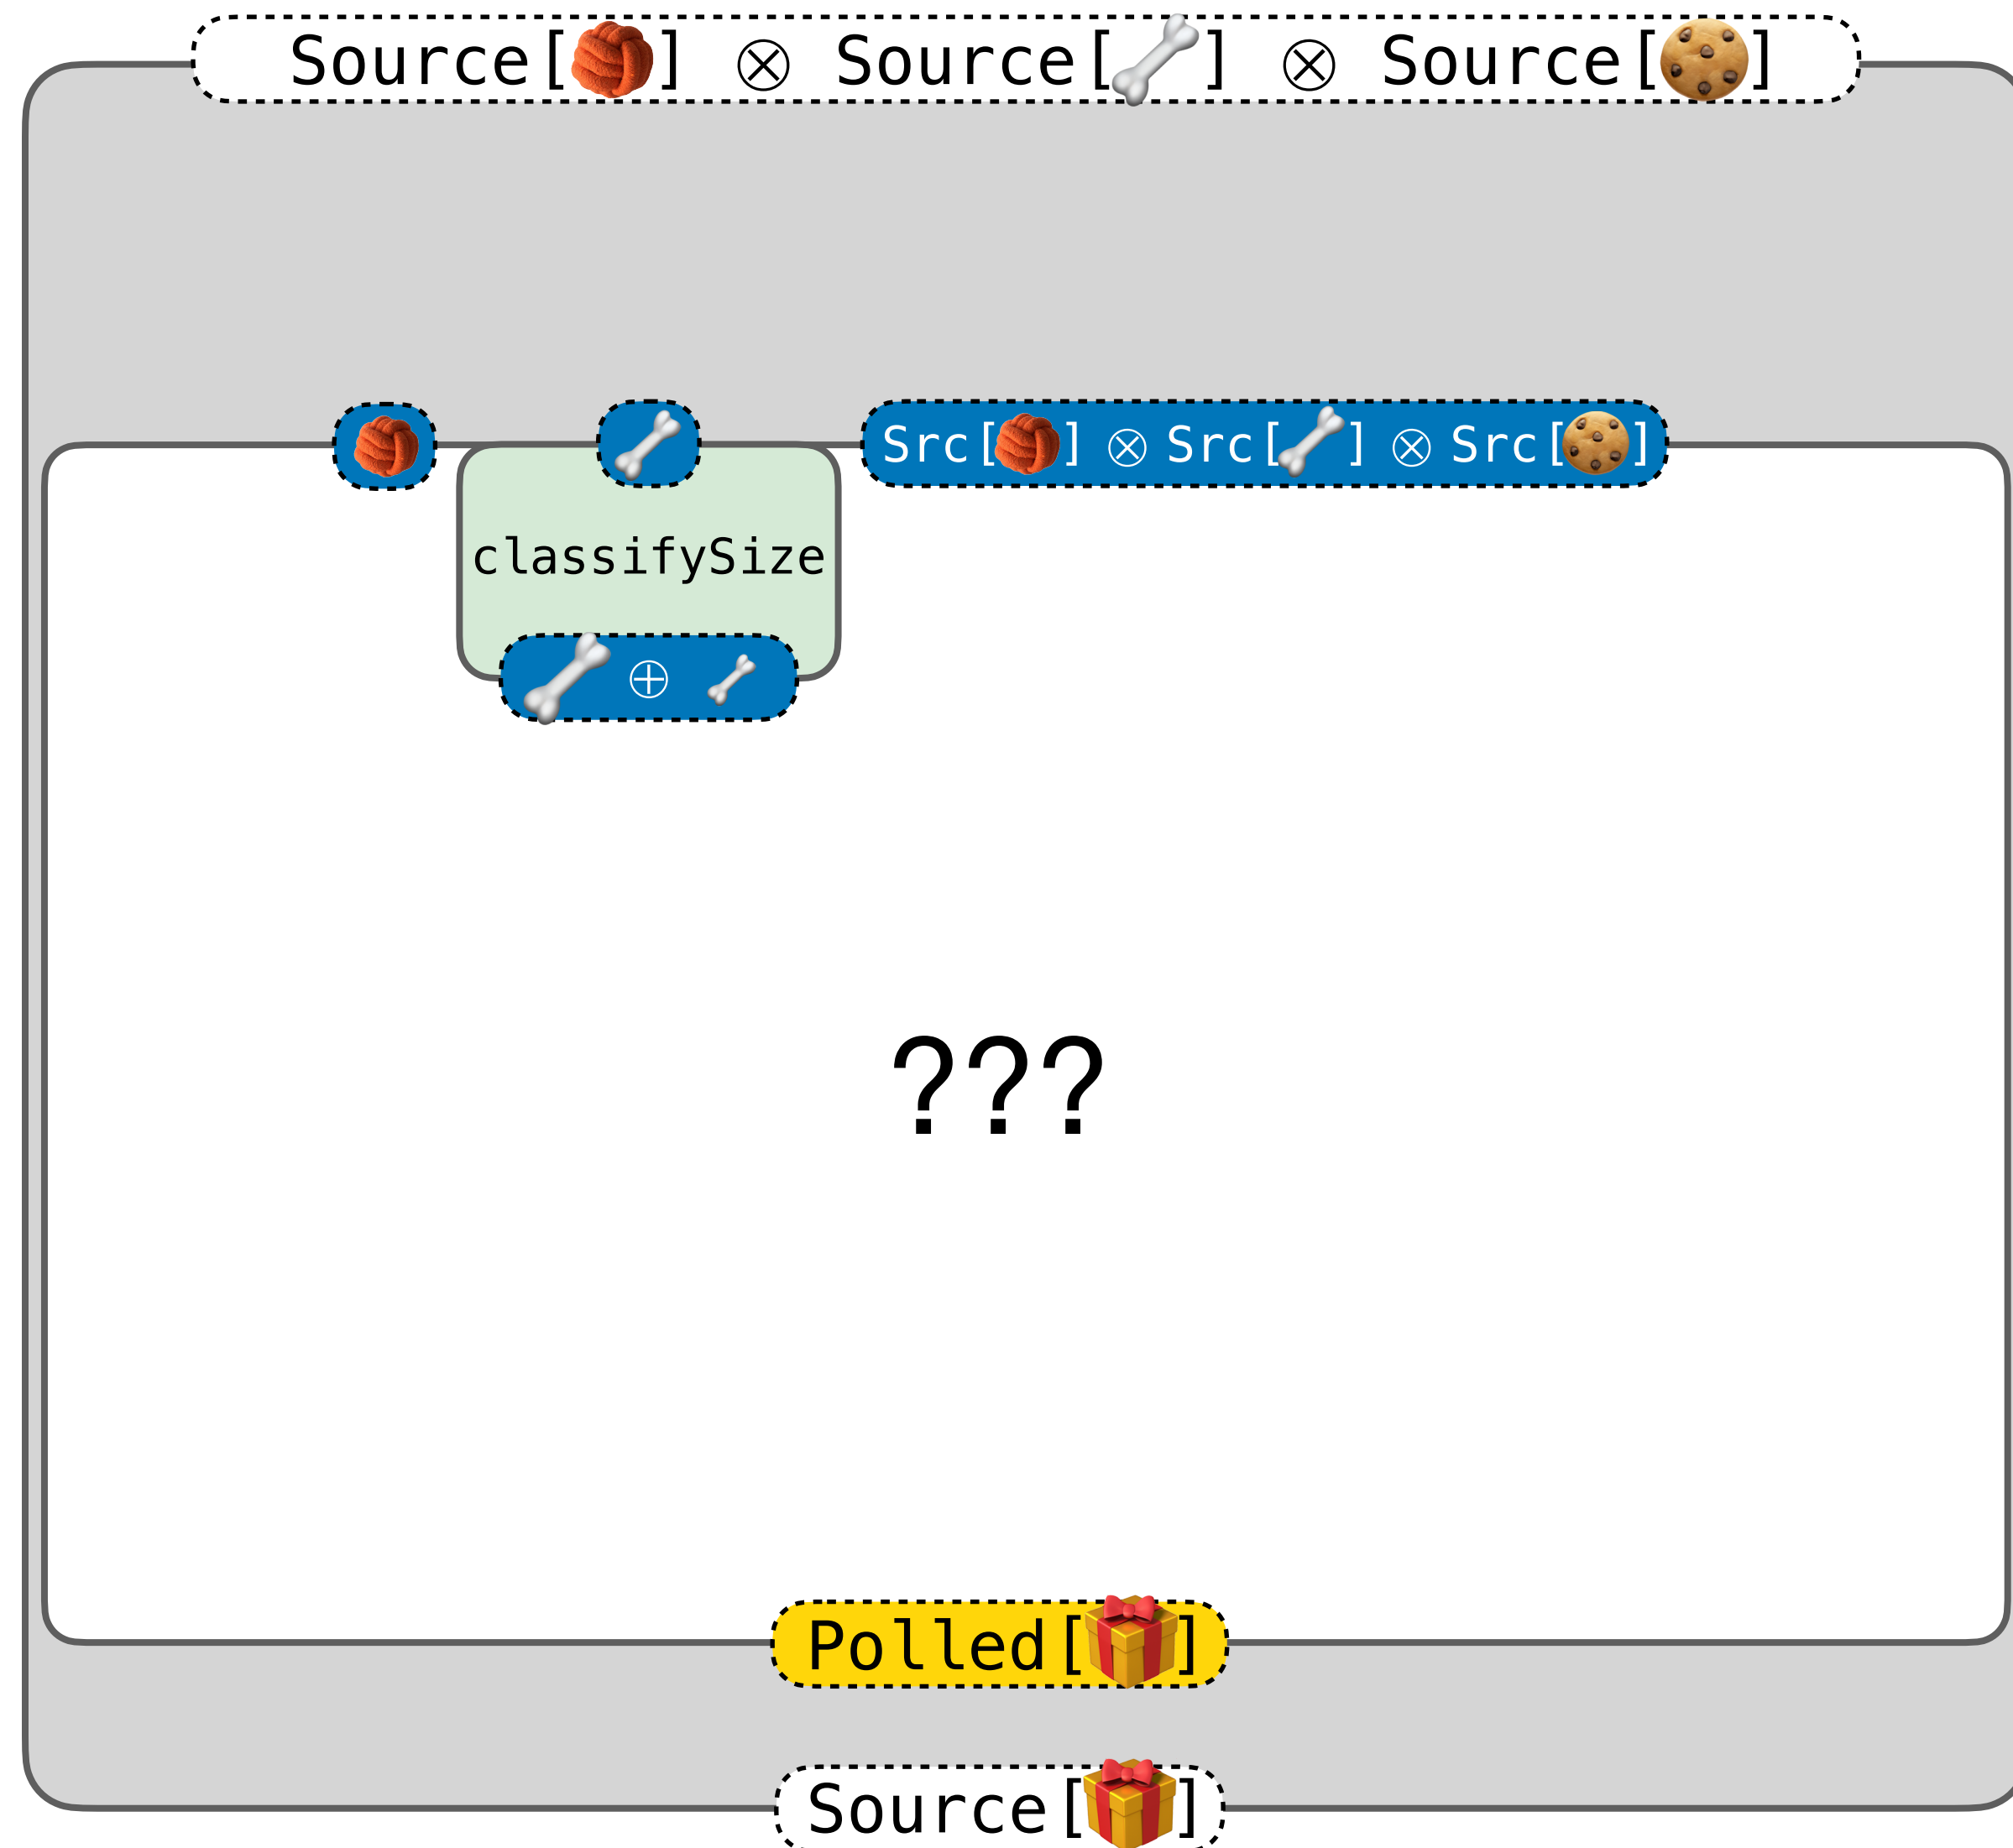 Source[🧶] ⊗ Source[🦴] ⊗ Source[🍪]
Src[🧶] ⊗ Src[🦴] ⊗ Src[🍪]
classifySize
🦴 ⊕ 🦴
???
Polled[🎁]
Source[🎁]